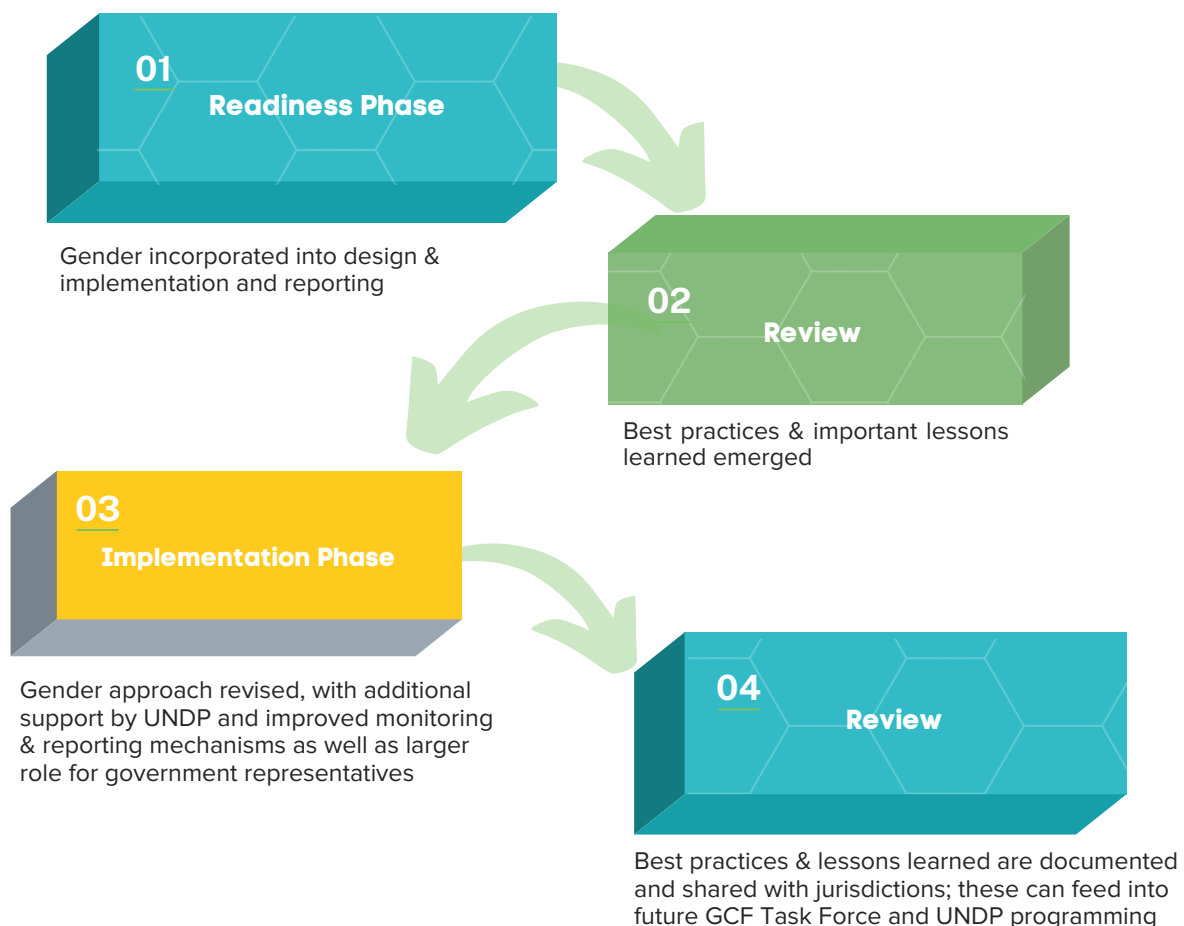 01
Readiness Phase
Gender incorporated into design &
implementation and reporting
02
Review
Best practices & important lessons
learned emerged
03
Implementation Phase
Gender approach revised, with additional
support by UNDP and improved monitoring
& reporting mechanisms as well as larger
role for government representatives
04
Review
Best practices & lessons learned are documented
and shared with jurisdictions; these can feed into
future GCF Task Force and UNDP programming